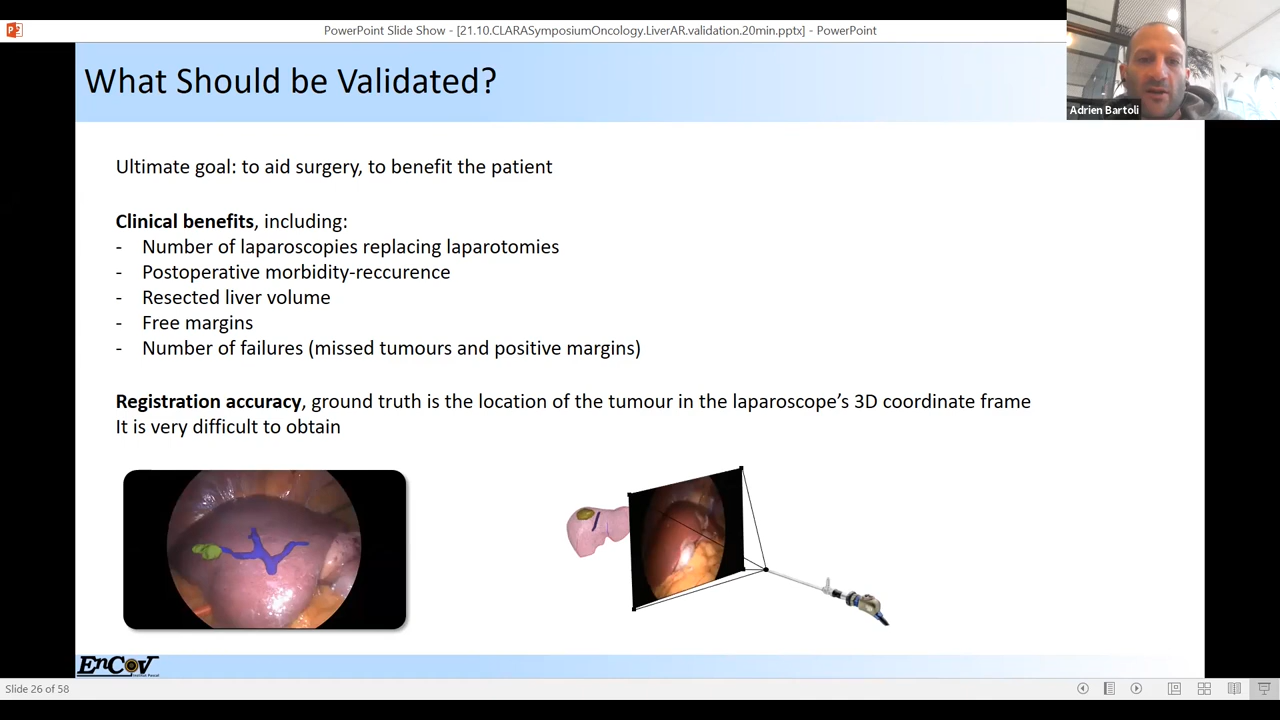 PowerPoint Slide Show - [21.10.CLARASymposiumOncology.LiverAR.validation.20min.pptx] - PowerPoint
What Should be Validated?
Adrien Bartoli
Ultimate goal: to aid surgery, to benefit the patient
Clinical benefits, including:
- Number of laparoscopies replacing laparotomies
- Postoperative morbidity-reccurence
- Resected liver volume
- Free margins
- Number of failures (missed tumours and positive margins)
Registration accuracy, ground truth is the location of the tumour in the laparoscope's 3D coordinate frame
It is very difficult to obtain
EnCoV
Slide 26 of 58